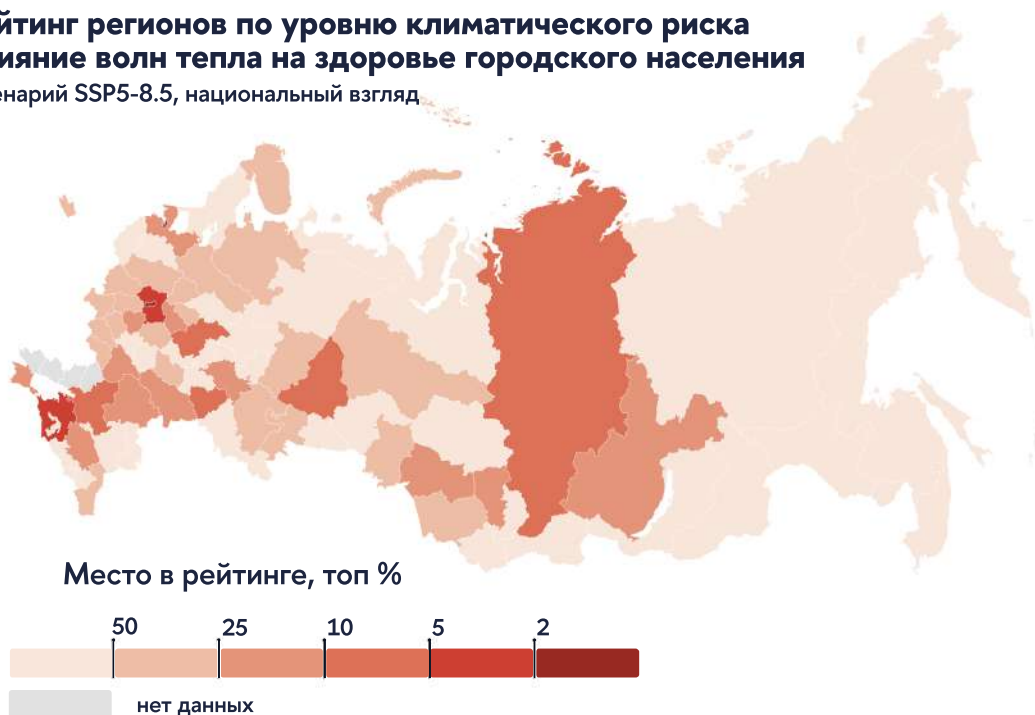 йтинг регионов по уровню климатического риска
ияние волн тепла на здоровье городского населения
енарий SSP5-8.5, национальный взгляд
Место в рейтинге, топ %
50 25 10 5 2
нет данных